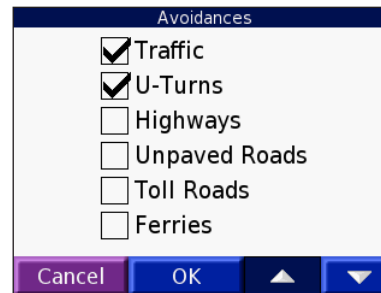 Avoidances
Traffic
U-Turns
Highways
Unpaved Roads
Toll Roads
Ferries
Cancel OK